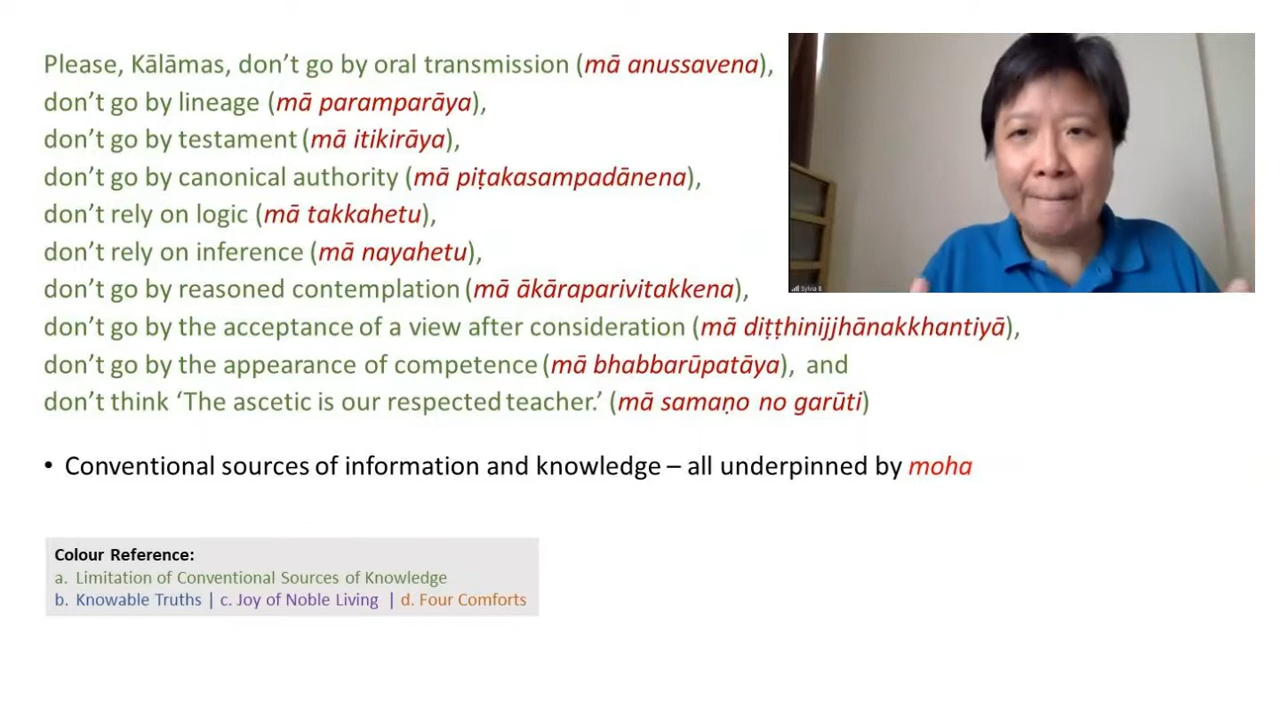 Please, Kālāmas, don’t go by oral transmission (mā anussavena),
don’t go by lineage (mā paramparāya),
don’t go by testament (mā itikirāya),
don’t go by canonical authority (mā piṭakasampadānena),
don’t rely on logic (mā takkahetu),
don’t rely on inference (mā nayahetu),
don’t go by reasoned contemplation (mā ākāraparivitakkena),
don’t go by the acceptance of a view after consideration (mā diṭṭhinijjhānakkhantiyā),
don’t go by the appearance of competence (mā bhabbarūpatāya), and
don’t think ‘The ascetic is our respected teacher.’ (mā samaṇo no garūti)
• Conventional sources of information and knowledge – all underpinned by moha
Colour Reference:
a. Limitation of Conventional Sources of Knowledge
b. Knowable Truths | c. Joy of Noble Living | d. Four Comforts
Sylvia B